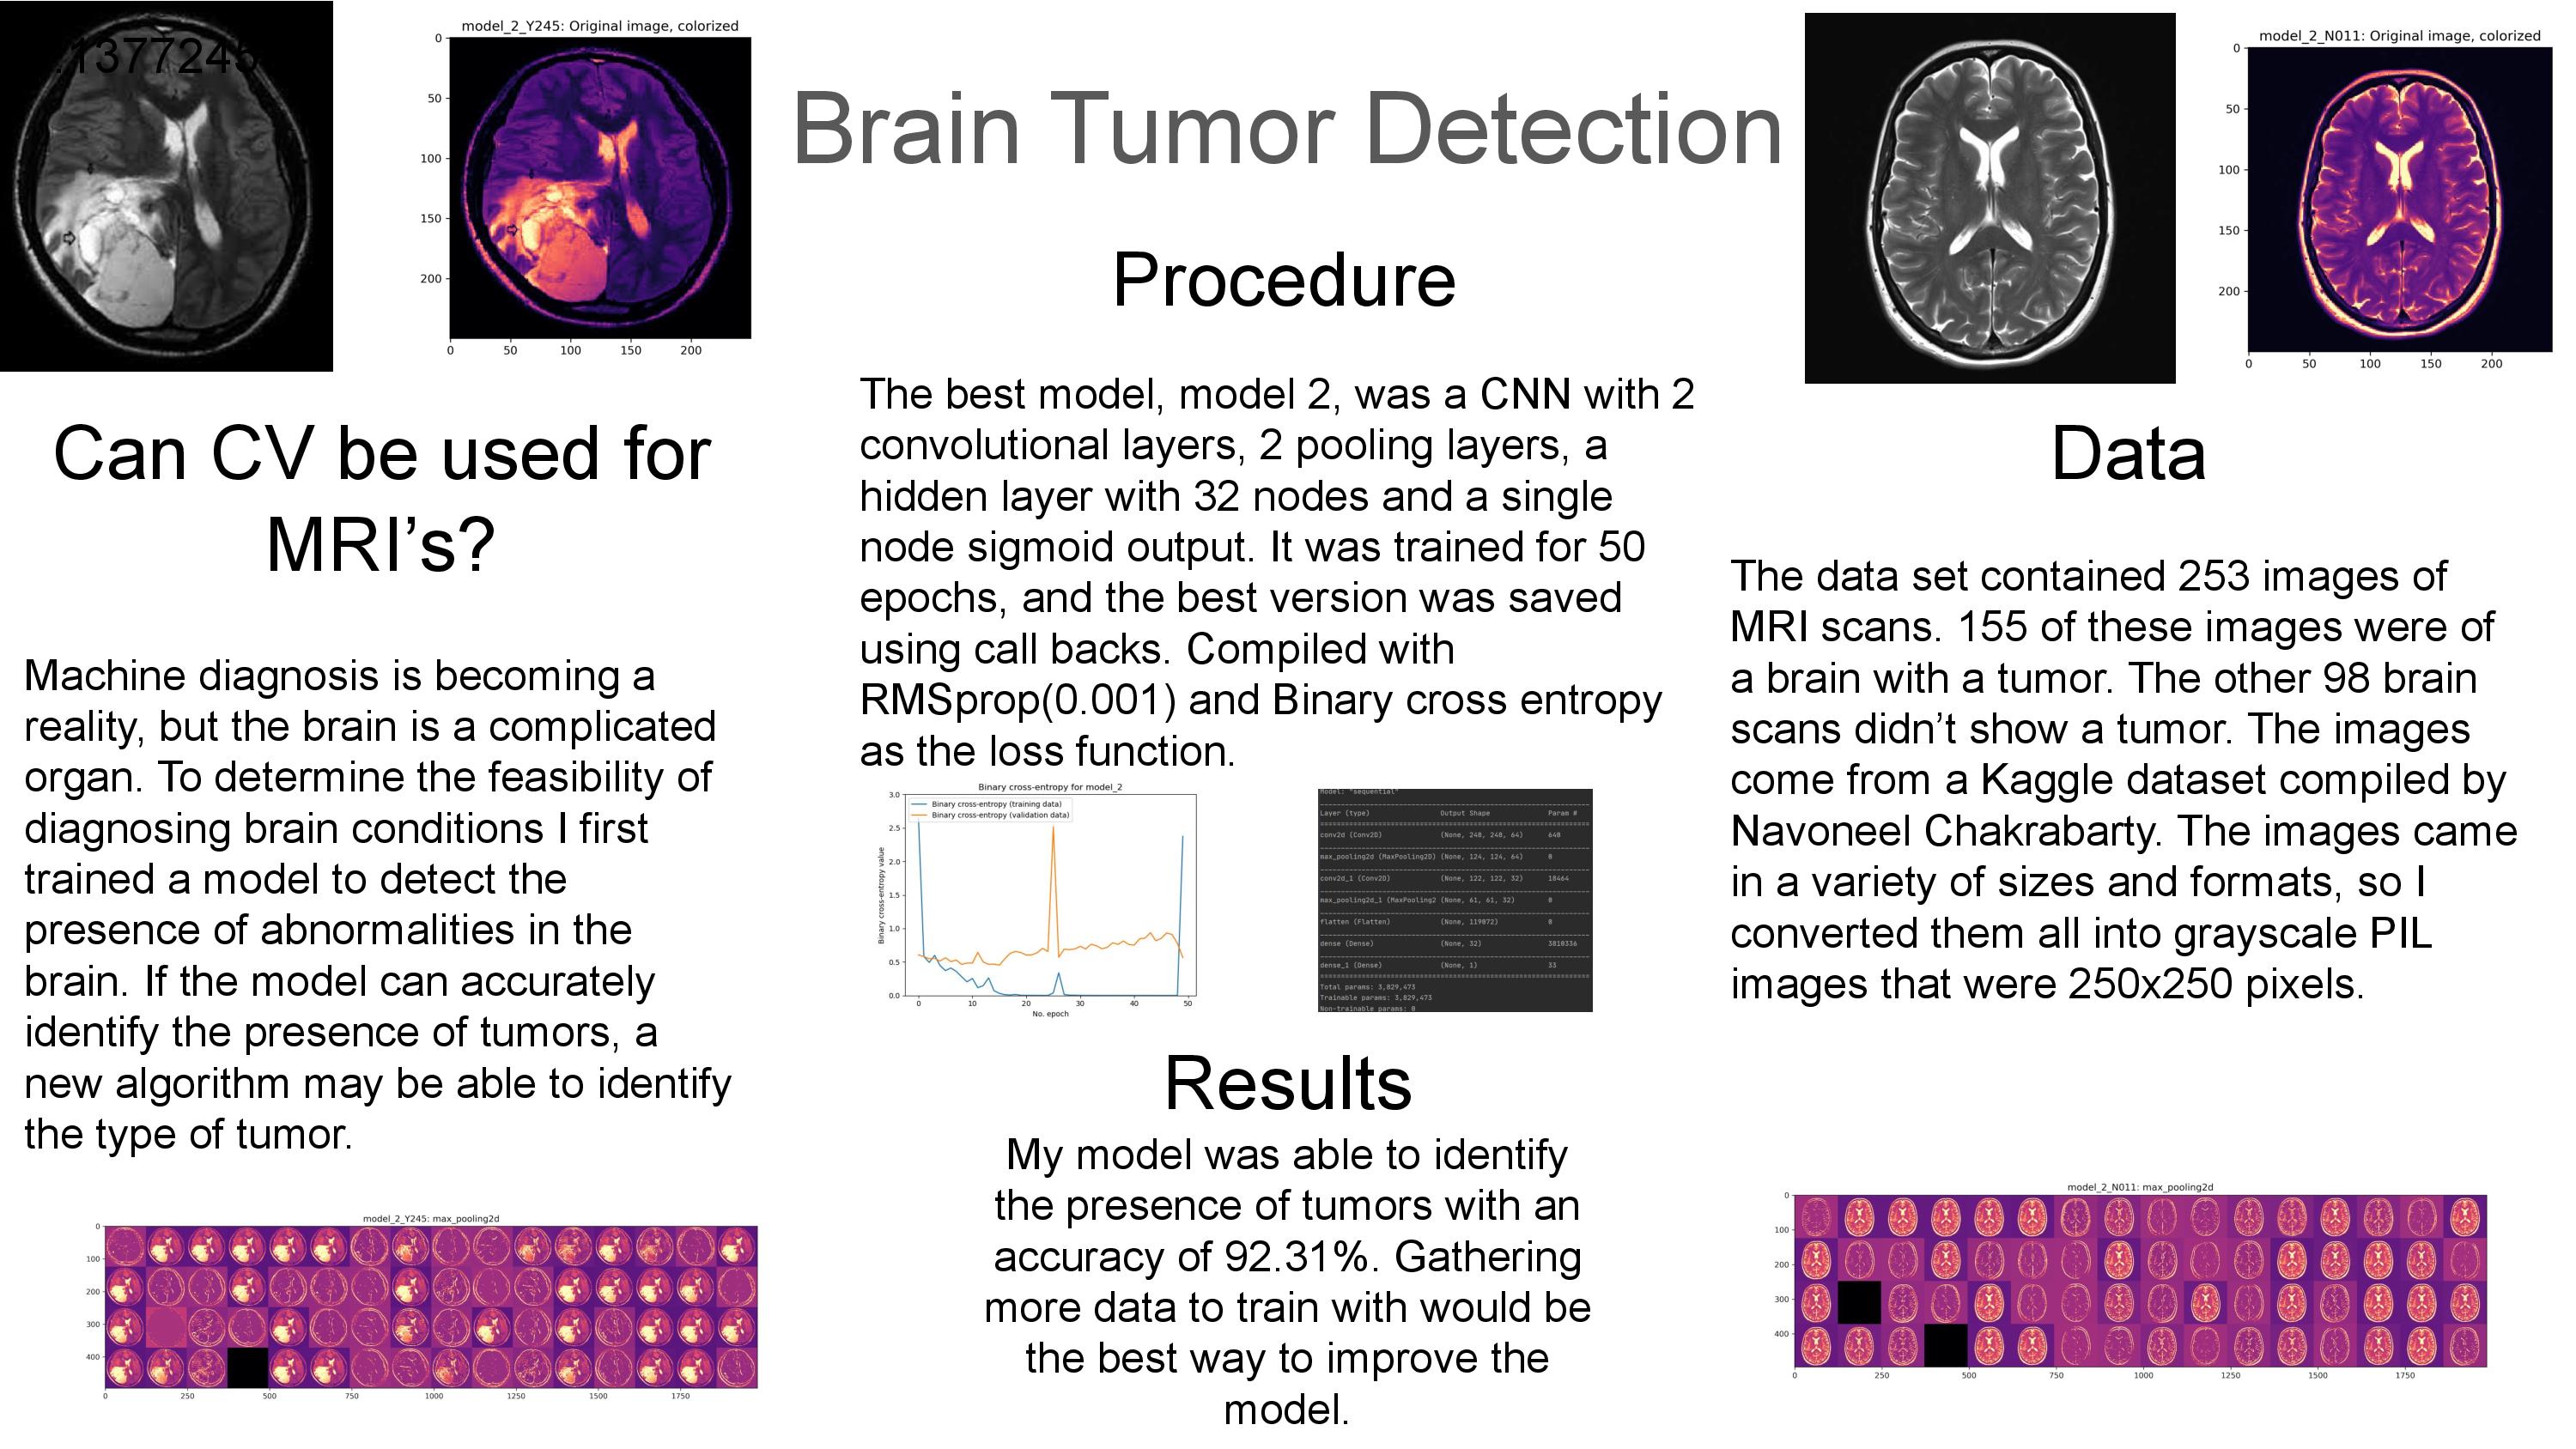 .1377245
model_2_Y245: Original image, colorized
0
50
100
150
200
0 50 100 150 200
Brain Tumor Detection
model_2_N011: Original image, colorized
0
50
100
150
200
0 50 100 150 200
Can CV be used for
MRI’s?
Machine diagnosis is becoming a
reality, but the brain is a complicated
organ. To determine the feasibility of
diagnosing brain conditions I first
trained a model to detect the
presence of abnormalities in the
brain. If the model can accurately
identify the presence of tumors, a
new algorithm may be able to identify
the type of tumor.
model_2_Y245: max_pooling2d
0
100
200
300
400
0 250 500 750 1000 1250 1500 1750
Procedure
The best model, model 2, was a CNN with 2
convolutional layers, 2 pooling layers, a
hidden layer with 32 nodes and a single
node sigmoid output. It was trained for 50
epochs, and the best version was saved
using call backs. Compiled with
RMSprop(0.001) and Binary cross entropy
as the loss function.
Binary cross-entropy for model_2
Binary cross-entropy (training data)
Binary cross-entropy (validation data)
Binary cross-entropy value
3.0
2.5
2.0
1.5
1.0
0.5
0.0
0 10 20 30 40 50
No. epoch
Model: "sequential"
Layer (type) Output Shape Param #
conv2d (Conv2D) (None, 248, 248, 64) 640
max_pooling2d (MaxPooling2D) (None, 124, 124, 64) 0
conv2d_1 (Conv2D) (None, 122, 122, 32) 18464
max_pooling2d_1 (MaxPooling2 (None, 61, 61, 32) 0
flatten (Flatten) (None, 119072) 0
dense (Dense) (None, 32) 3810336
dense_1 (Dense) (None, 1) 33
Total params: 3,829,473
Trainable params: 3,829,473
Non-trainable params: 0
Results
My model was able to identify
the presence of tumors with an
accuracy of 92.31%. Gathering
more data to train with would be
the best way to improve the
model.
Data
The data set contained 253 images of
MRI scans. 155 of these images were of
a brain with a tumor. The other 98 brain
scans didn’t show a tumor. The images
come from a Kaggle dataset compiled by
Navoneel Chakrabarty. The images came
in a variety of sizes and formats, so I
converted them all into grayscale PIL
images that were 250x250 pixels.
model_2_N011: max_pooling2d
0
100
200
300
400
0 250 500 750 1000 1250 1500 1750